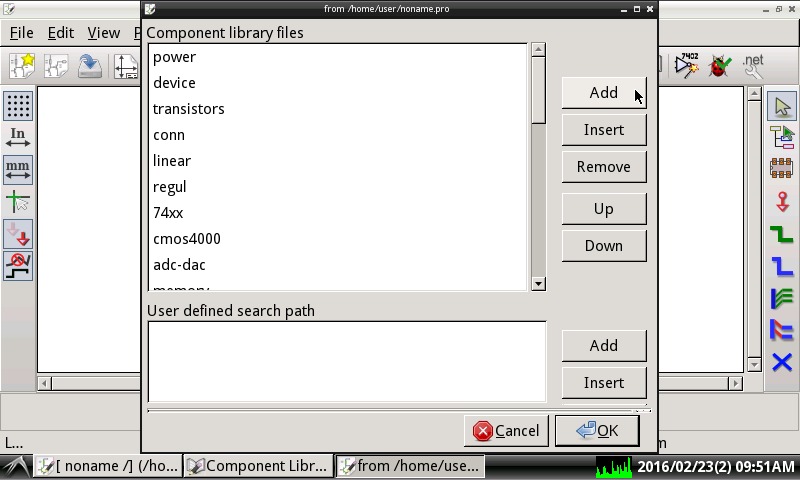 from /home/user/noname.pro
File Edit View
Component library files
power
device
transistors
conn
linear
regul
74xx
cmos4000
adc-dac
Add
Insert
Remove
Up
Down
User defined search path
Add
Insert
Cancel
OK
In
mm
7402
.net
L...
[ noname /] (/ho...
Component Libr...
from /home/use...
2016/02/23(2) 09:51AM